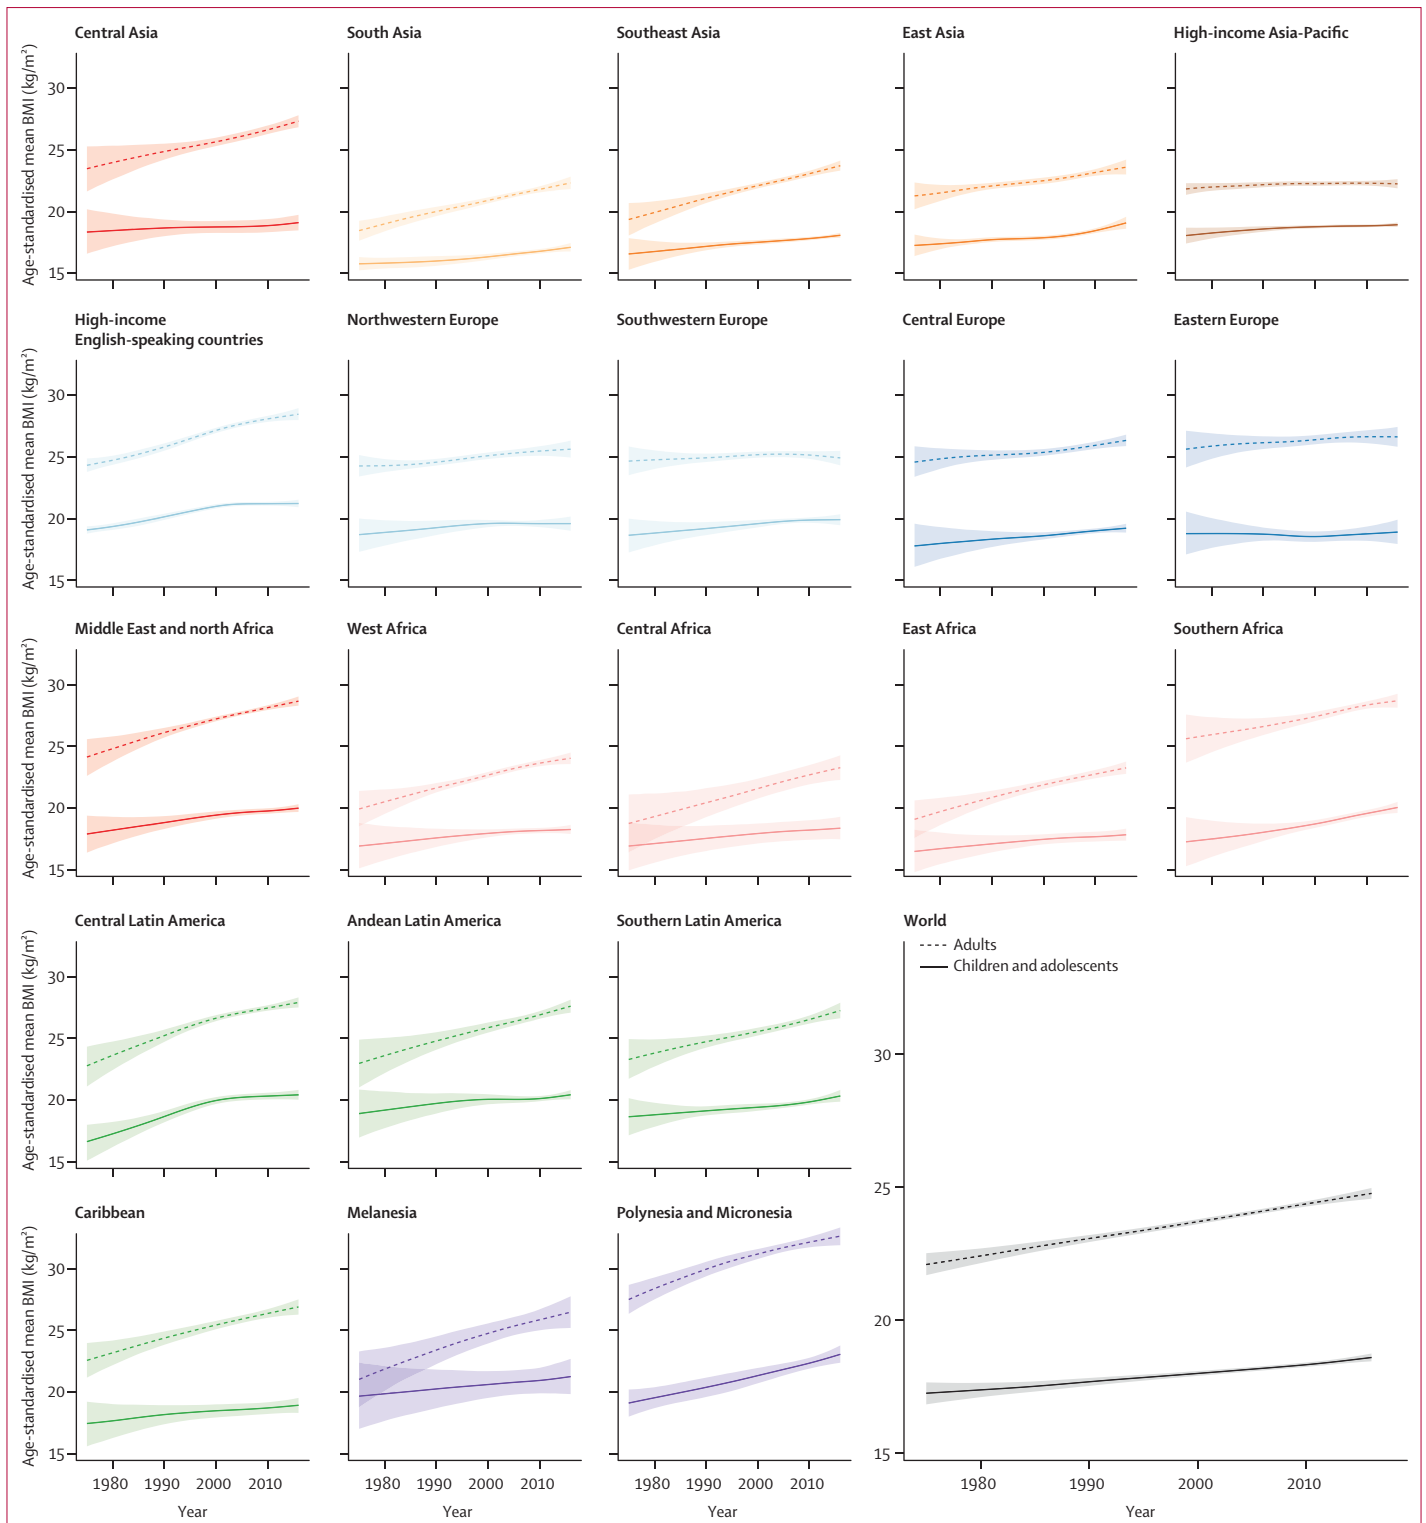 Central Asia
South Asia
Southeast Asia
East Asia
High-income Asia-Pacific
Age-standardised mean BMI (kg/m²)
30
25
20
15
High-income
English-speaking countries
Northwestern Europe
Southwestern Europe
Central Europe
Eastern Europe
Age-standardised mean BMI (kg/m²)
30
25
20
15
Middle East and north Africa
West Africa
Central Africa
East Africa
Southern Africa
Age-standardised mean BMI (kg/m²)
30
25
20
15
Central Latin America
Andean Latin America
Southern Latin America
World
Adults
Children and adolescents
Age-standardised mean BMI (kg/m²)
30
25
20
15
30
25
20
15
Caribbean
Melanesia
Polynesia and Micronesia
Age-standardised mean BMI (kg/m²)
30
25
20
15
1980 1990 2000 2010
Year
1980 1990 2000 2010
Year
1980 1990 2000 2010
Year
1980 1990 2000 2010
Year